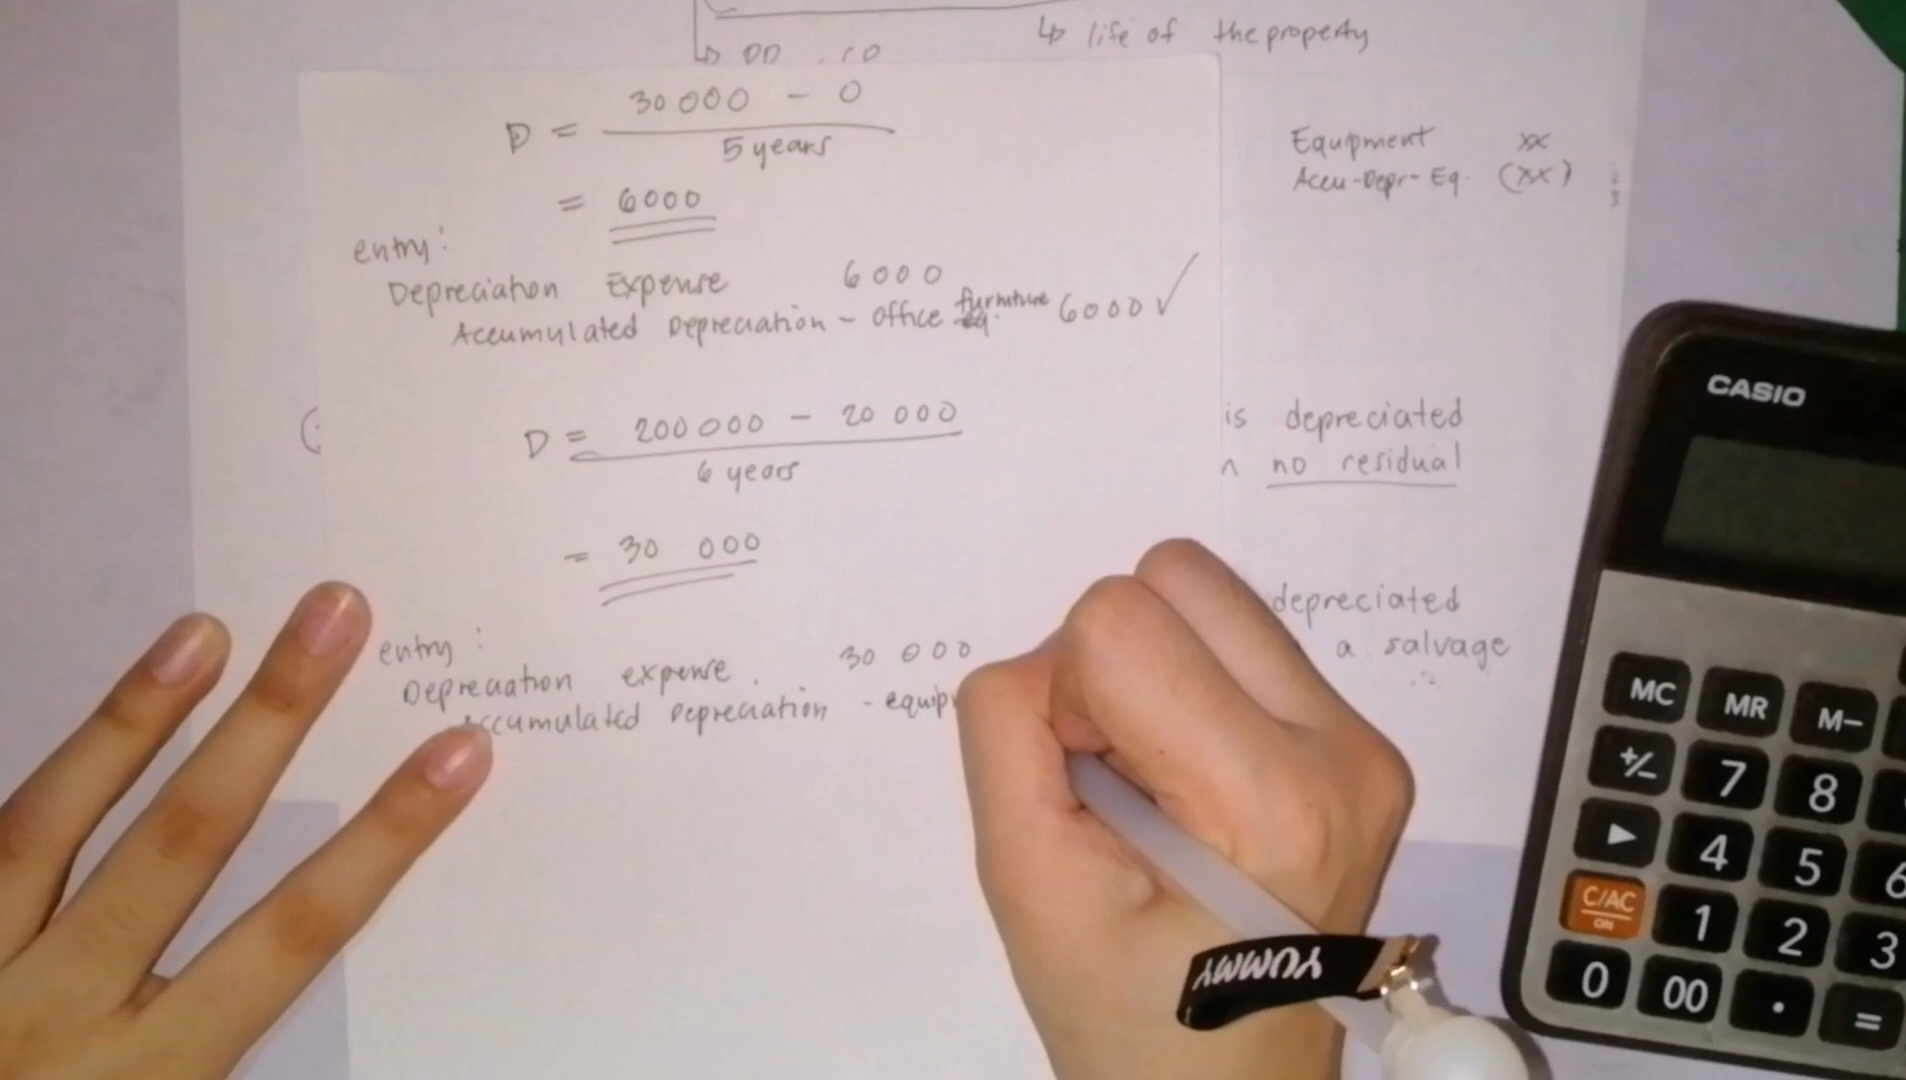 ↳ life of the property
30 000 - 0
D =
5 years
= 6000
Equipment xx
Accu-Depr-Eq. (xx)
entry:
Depreciation Expense 6000
Accumulated Depreciation - office furniture 6000 ✓
D = 200 000 - 20 000
6 years
= 30 000
is depreciated
no residual
depreciated
a salvage
entry:
Depreciation expense. 30 000
ccumulated Depreciation - equip
CASIO
MC MR M-
+/- 7 8
▶ 4 5 6
C/AC ON 1 2 3
0 00 . =
YUMMY